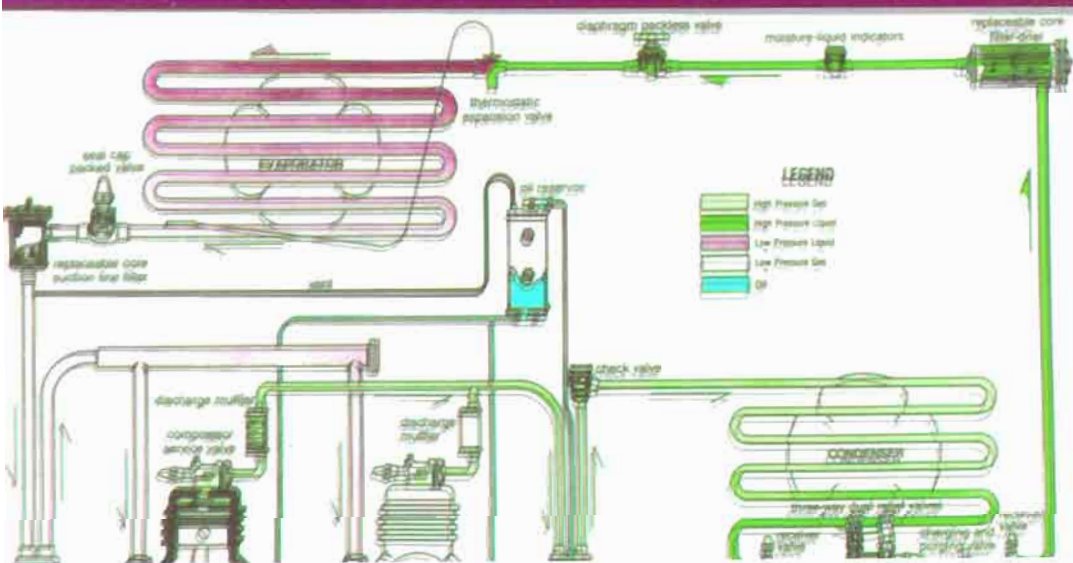 diaphragm packless valve
moisture-liquid indicators
replaceable core
filter-drier
thermostatic
expansion valve
seal cap
packed valve
EVAPORATOR
LEGEND
High Pressure Gas
High Pressure Liquid
Low Pressure Liquid
Low Pressure Gas
Oil
oil reservoir
replaceable core
suction line filter
check valve
discharge muffler
compressor
service valve
discharge
muffler
CONDENSER
three-way dual relief valve
receiver
valve
charging and
purging valve
receiver
valve